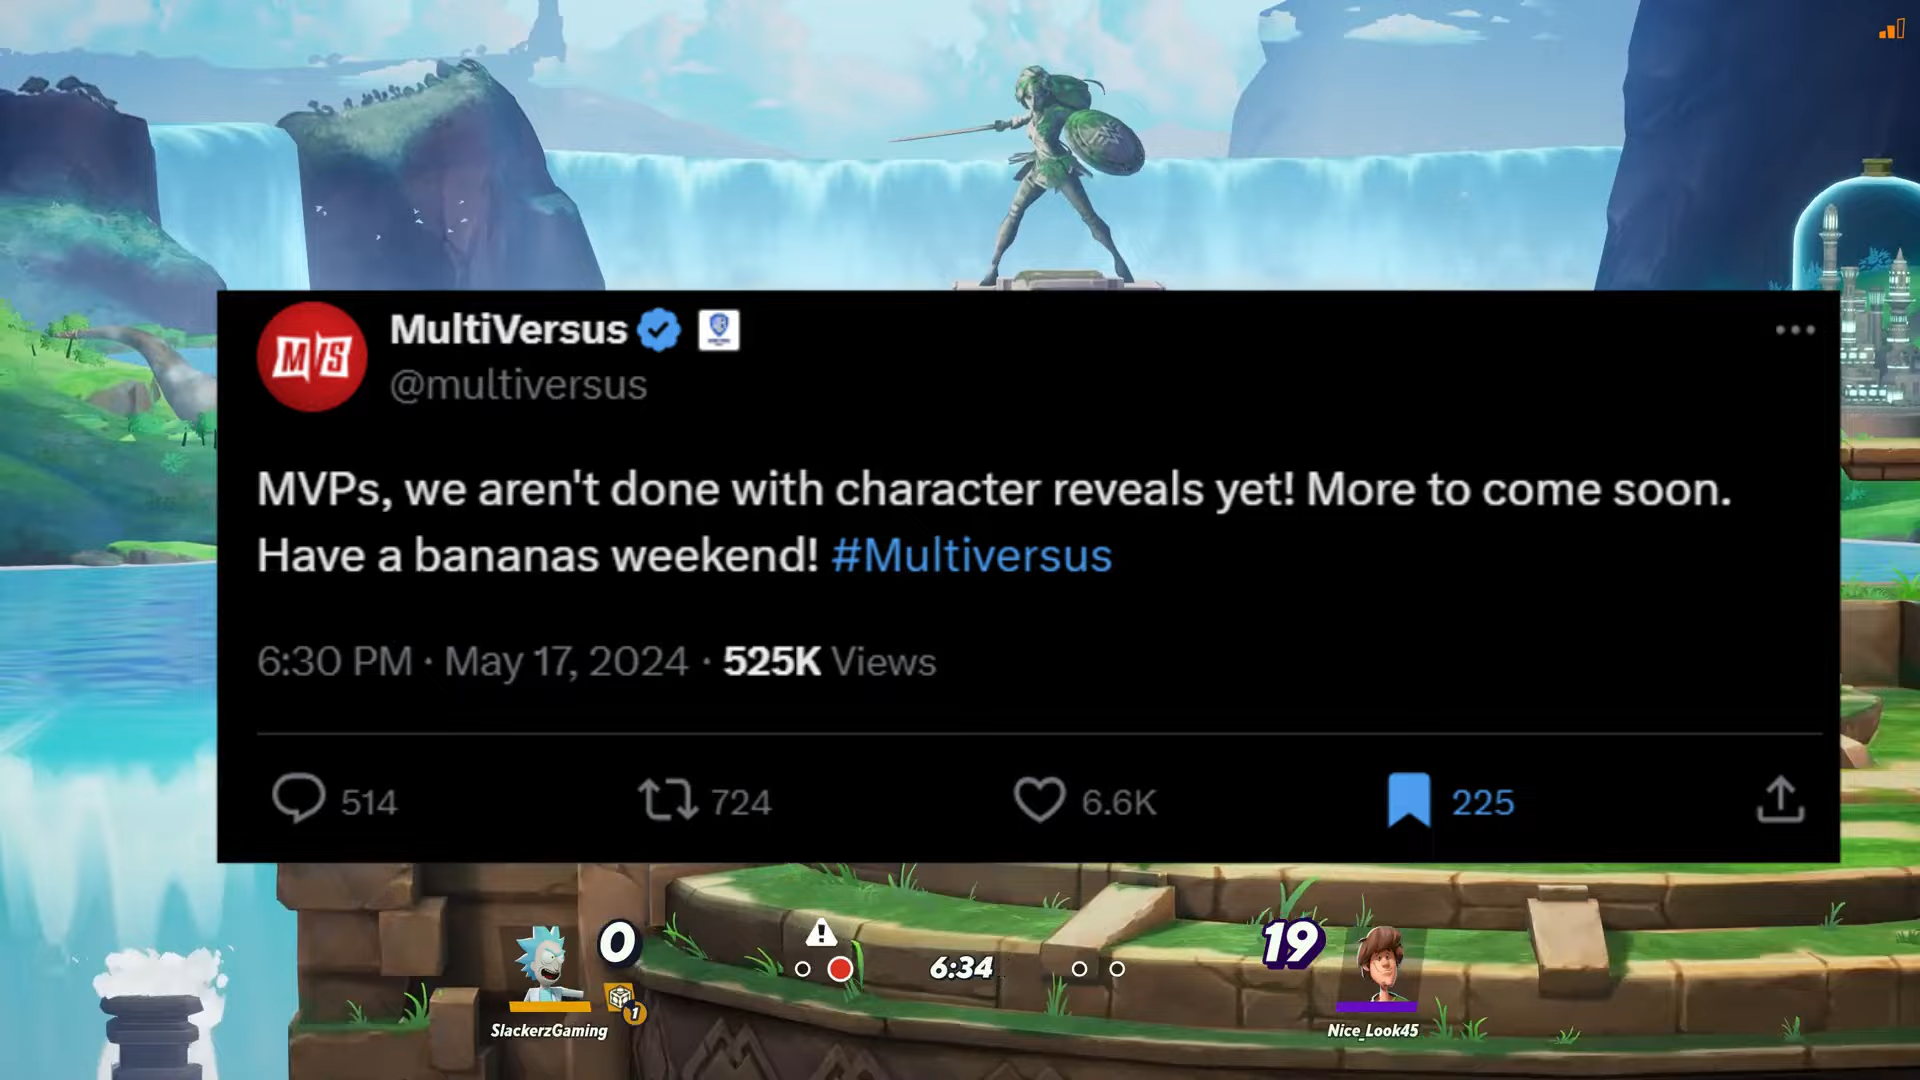 M/S
MultiVersus
@multiversus
MVPs, we aren't done with character reveals yet! More to come soon.
Have a bananas weekend! #Multiversus
6:30 PM · May 17, 2024 · 525K Views
514 724 6.6K 225
0 6:34 19
1
SlackerzGaming Nice_Look45